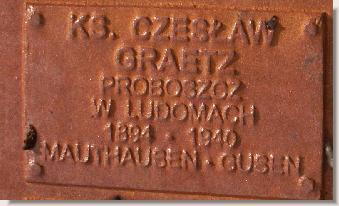 KS. CZESŁAW
GRAETZ
PROBOSZCZ
W LUDOMACH
1894 • 1940
MAUTHAUSEN • GUSEN